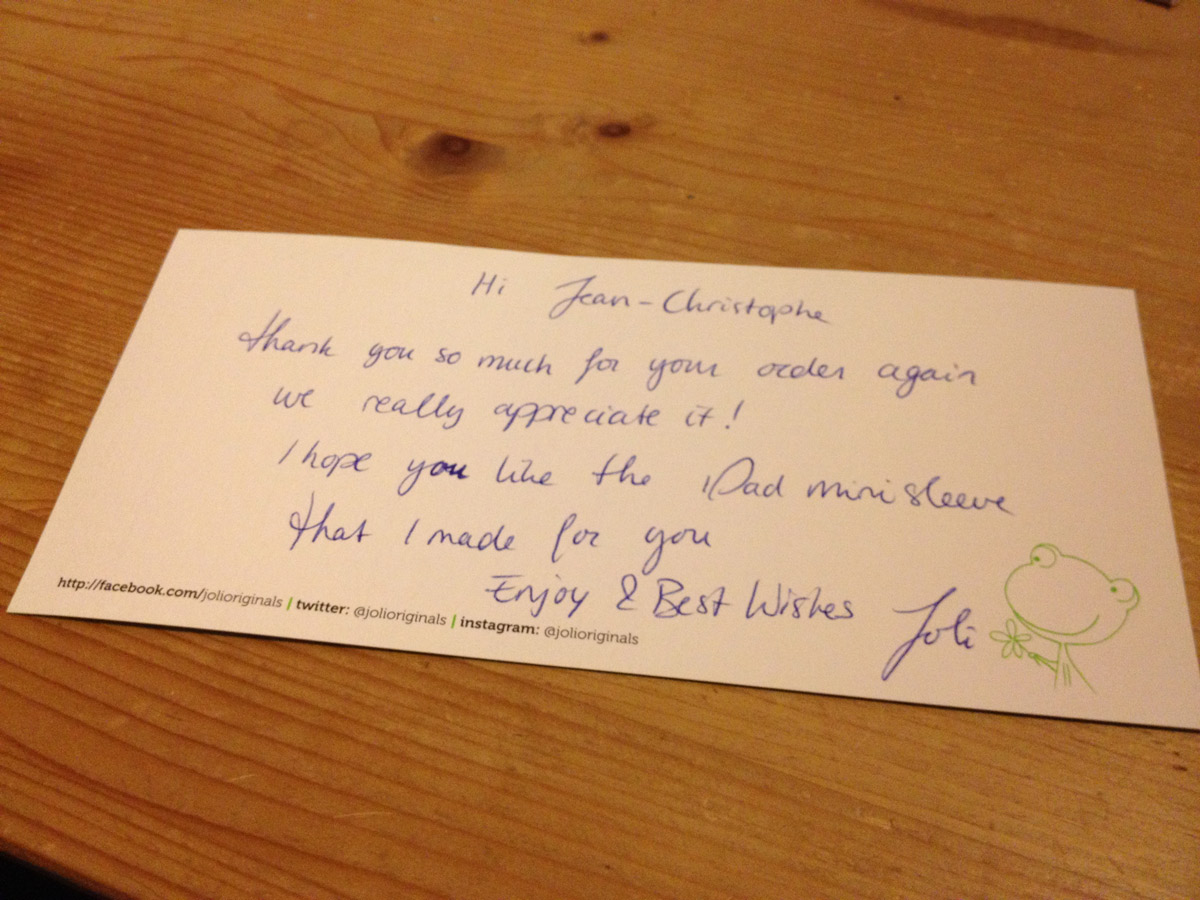 Hi Jean-Christophe
thank you so much for your order again
we really appreciate it!
I hope you like the iPad mini sleeve
that I made for you
Enjoy & Best Wishes
Joli
http://facebook.com/jolioriginals | twitter: @jolioriginals | instagram: @jolioriginals